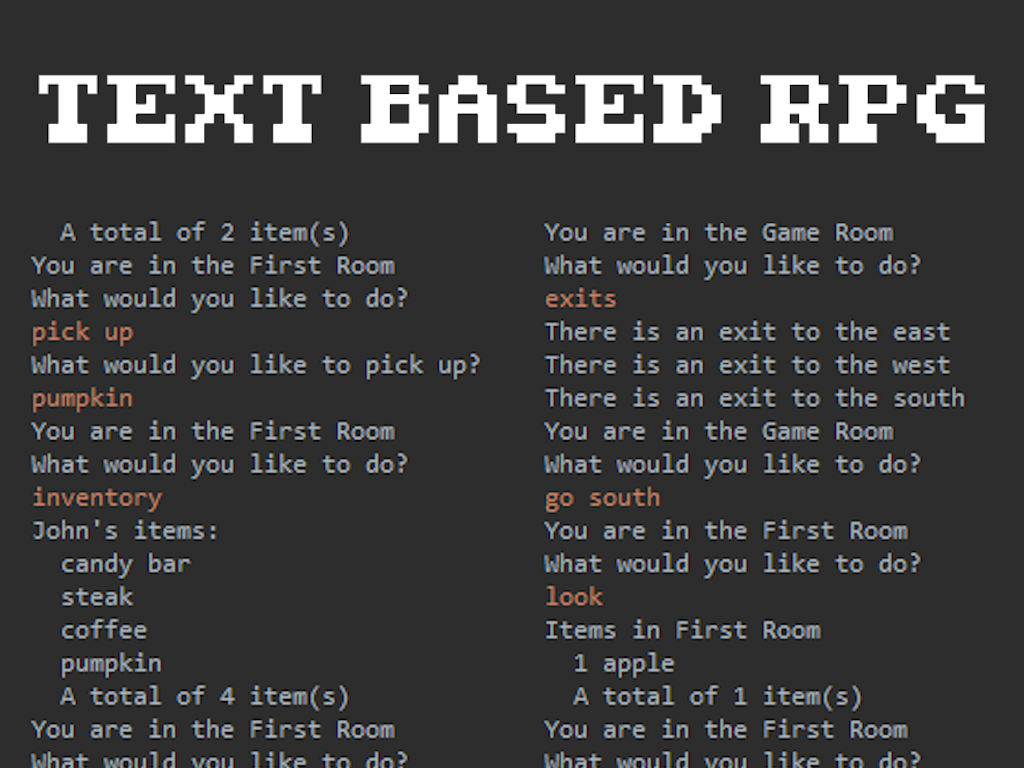 TEXT BASED RPG
A total of 2 item(s)
You are in the First Room
What would you like to do?
pick up
What would you like to pick up?
pumpkin
You are in the First Room
What would you like to do?
inventory
John's items:
candy bar
steak
coffee
pumpkin
A total of 4 item(s)
You are in the First Room
What would you like to do?
You are in the Game Room
What would you like to do?
exits
There is an exit to the east
There is an exit to the west
There is an exit to the south
You are in the Game Room
What would you like to do?
go south
You are in the First Room
What would you like to do?
look
Items in First Room
1 apple
A total of 1 item(s)
You are in the First Room
What would you like to do?